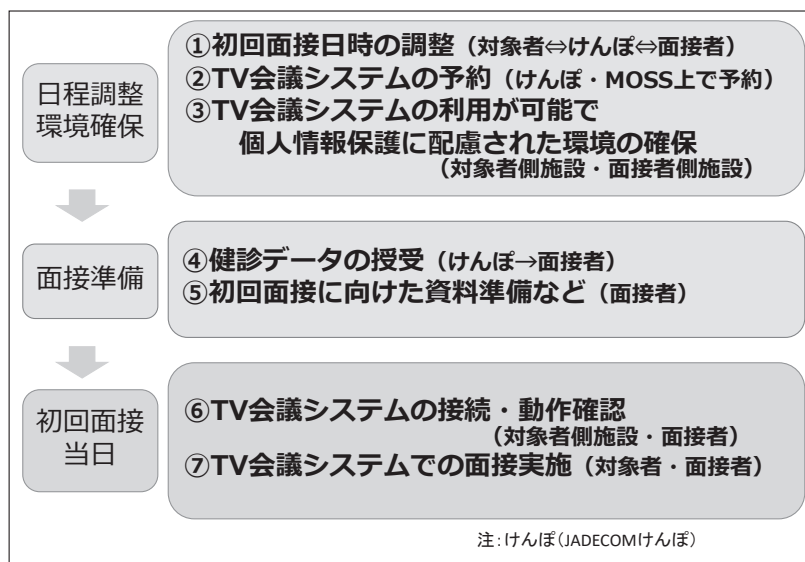 日程調整
環境確保
①初回面接日時の調整（対象者⇔けんぽ⇔面接者）
②TV会議システムの予約（けんぽ・MOSS上で予約）
③TV会議システムの利用が可能で
個人情報保護に配慮された環境の確保
（対象者側施設・面接者側施設）
面接準備
④健診データの授受（けんぽ→面接者）
⑤初回面接に向けた資料準備など（面接者）
初回面接
当日
⑥TV会議システムの接続・動作確認
（対象者側施設・面接者）
⑦TV会議システムでの面接実施（対象者・面接者）
注：けんぽ（JADECOMけんぽ）